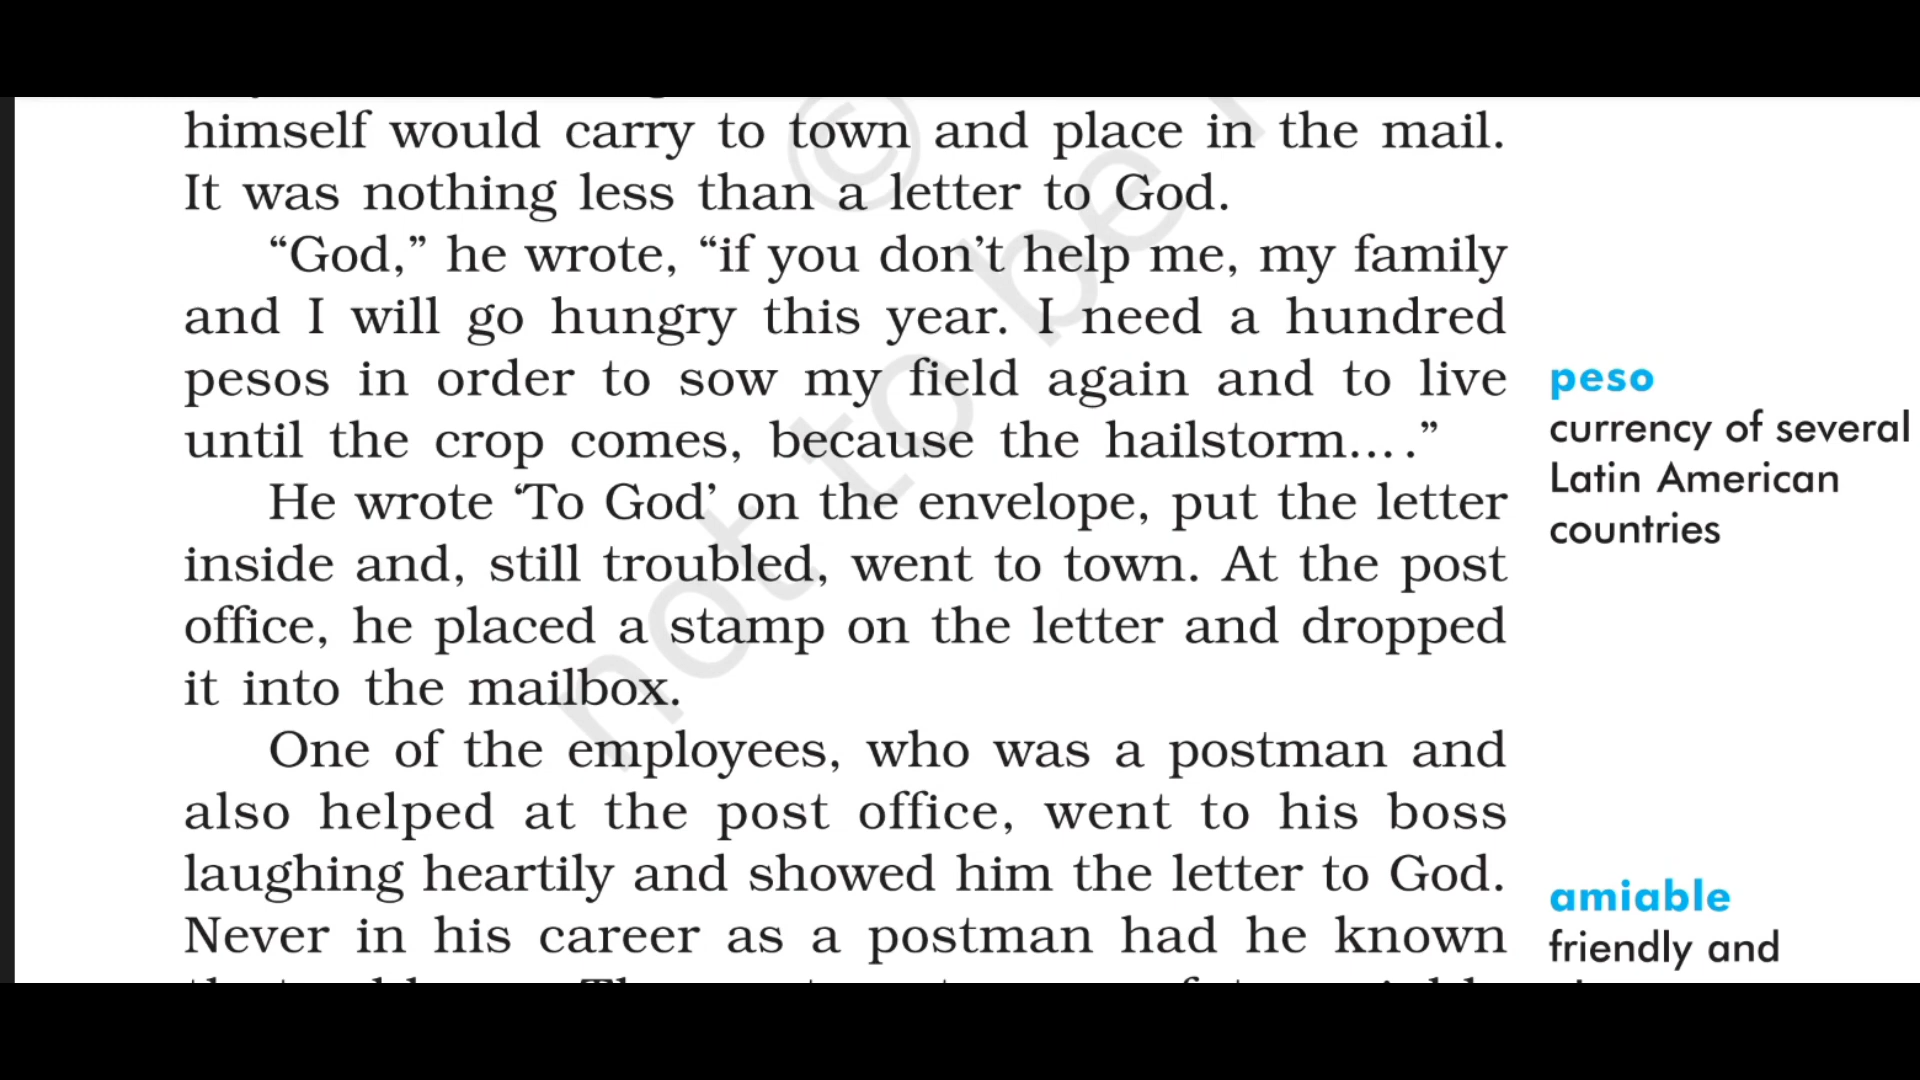 himself would carry to town and place in the mail.
It was nothing less than a letter to God.
“God,” he wrote, “if you don’t help me, my family
and I will go hungry this year. I need a hundred
pesos in order to sow my field again and to live
until the crop comes, because the hailstorm... .”
He wrote ‘To God’ on the envelope, put the letter
inside and, still troubled, went to town. At the post
office, he placed a stamp on the letter and dropped
it into the mailbox.
One of the employees, who was a postman and
also helped at the post office, went to his boss
laughing heartily and showed him the letter to God.
Never in his career as a postman had he known
peso
currency of several
Latin American
countries
amiable
friendly and
©
not to be